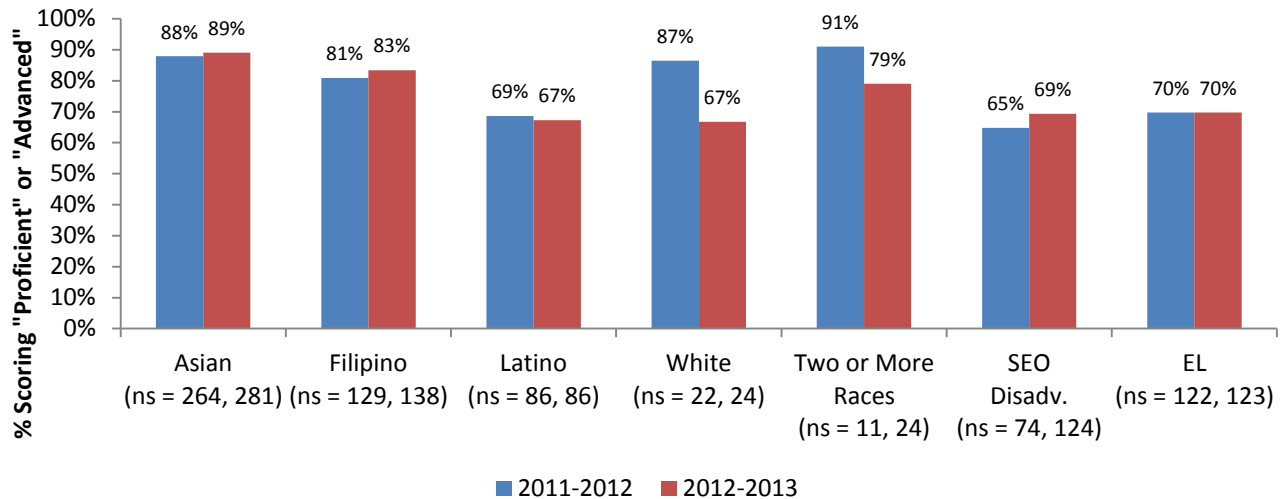 % Scoring "Proficient" or "Advanced"
100%
90%
80%
70%
60%
50%
40%
30%
20%
10%
0%
88% 89%
81% 83%
69% 67%
87% 67%
91% 79%
65% 69%
70% 70%
Asian
(ns = 264, 281)
Filipino
(ns = 129, 138)
Latino
(ns = 86, 86)
White
(ns = 22, 24)
Two or More
Races
(ns = 11, 24)
SEO
Disadv.
(ns = 74, 124)
EL
(ns = 122, 123)
2011-2012 2012-2013